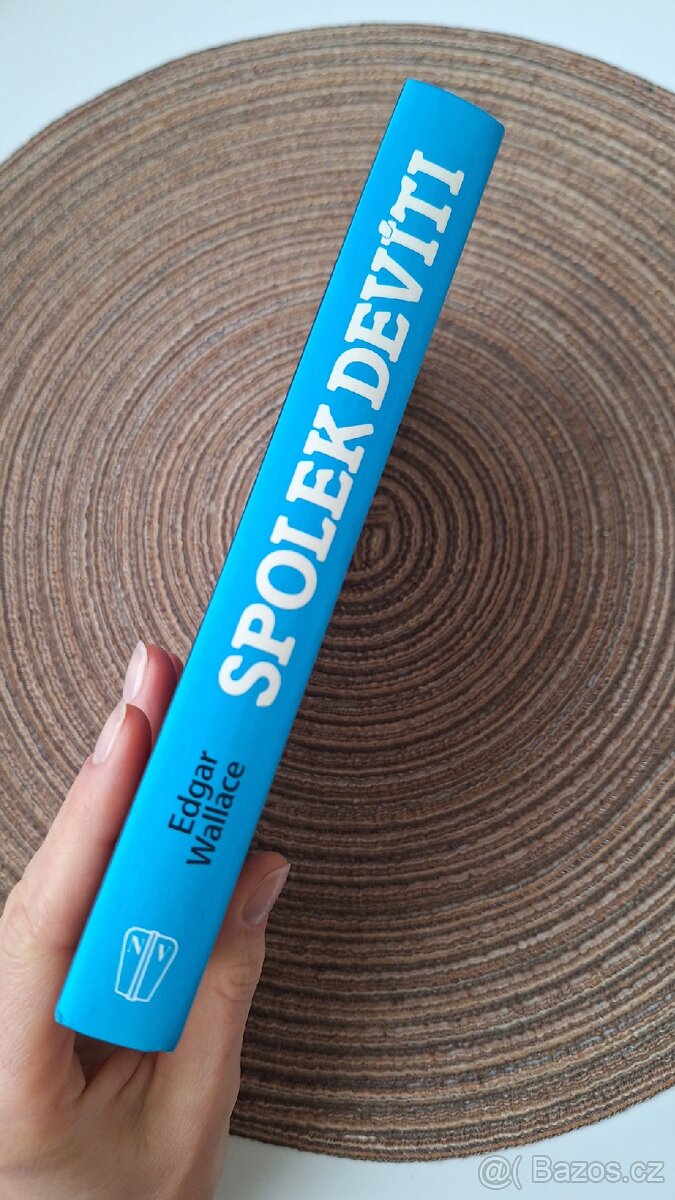 SPOLEK DEVÍTI
Edgar
Wallace
N V
@( Bazos.cz